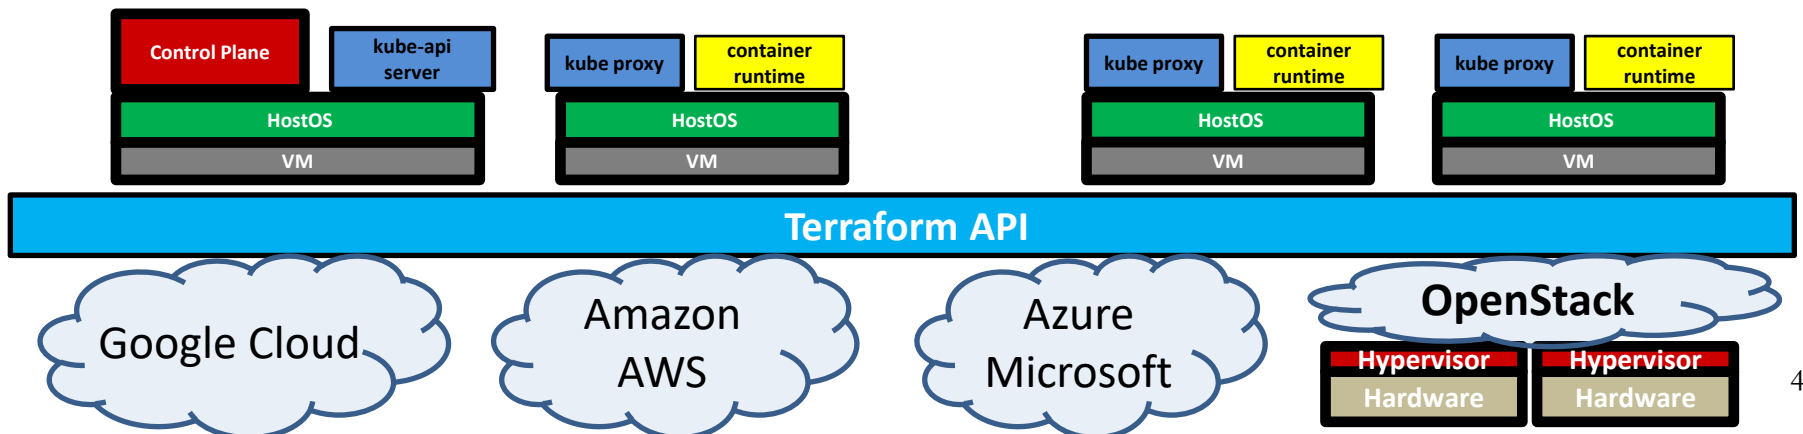 Control Plane
kube-api
server
kube proxy
container
runtime
kube proxy
container
runtime
kube proxy
container
runtime
HostOS
HostOS
HostOS
HostOS
VM
VM
VM
VM
Terraform API
Google Cloud
Amazon
AWS
Azure
Microsoft
OpenStack
Hypervisor
Hypervisor
Hardware
Hardware
4